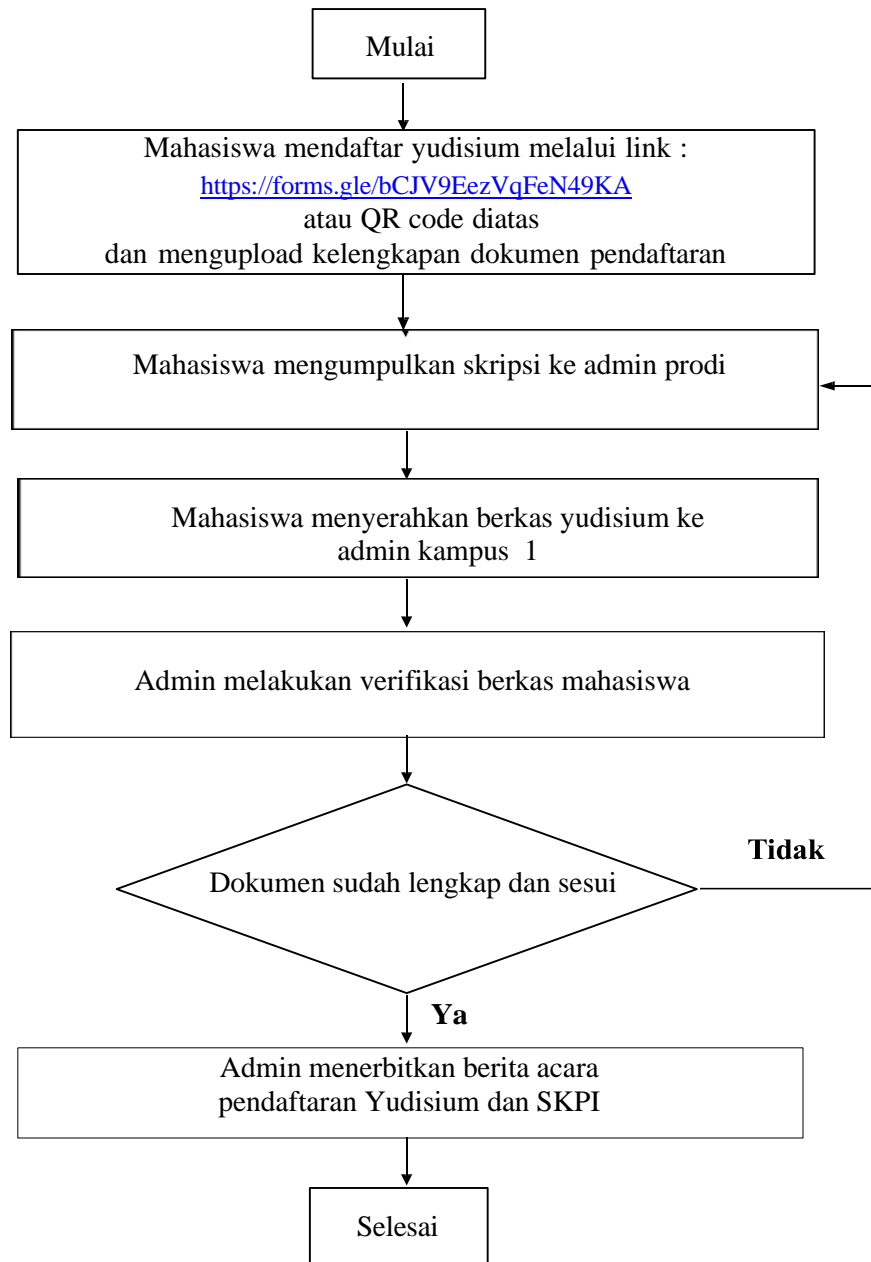 Mulai
Mahasiswa mendaftar yudisium melalui link :
https://forms.gle/bCJV9EezVqFeN49KA
atau QR code diatas
dan mengupload kelengkapan dokumen pendaftaran
Mahasiswa mengumpulkan skripsi ke admin prodi
Mahasiswa menyerahkan berkas yudisium ke
admin kampus 1
Admin melakukan verifikasi berkas mahasiswa
Tidak
Dokumen sudah lengkap dan sesui
Ya
Admin menerbitkan berita acara
pendaftaran Yudisium dan SKPI
Selesai